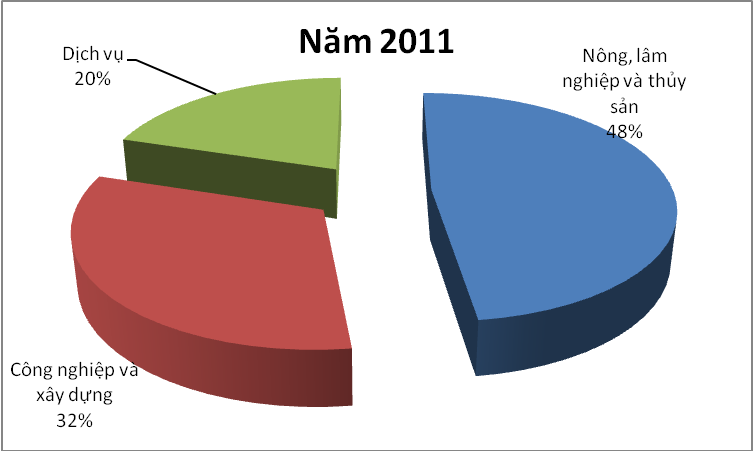 Năm 2011
Dịch vụ
20%
Nông, lâm
nghiệp và thủy
sản
48%
Công nghiệp và
xây dựng
32%